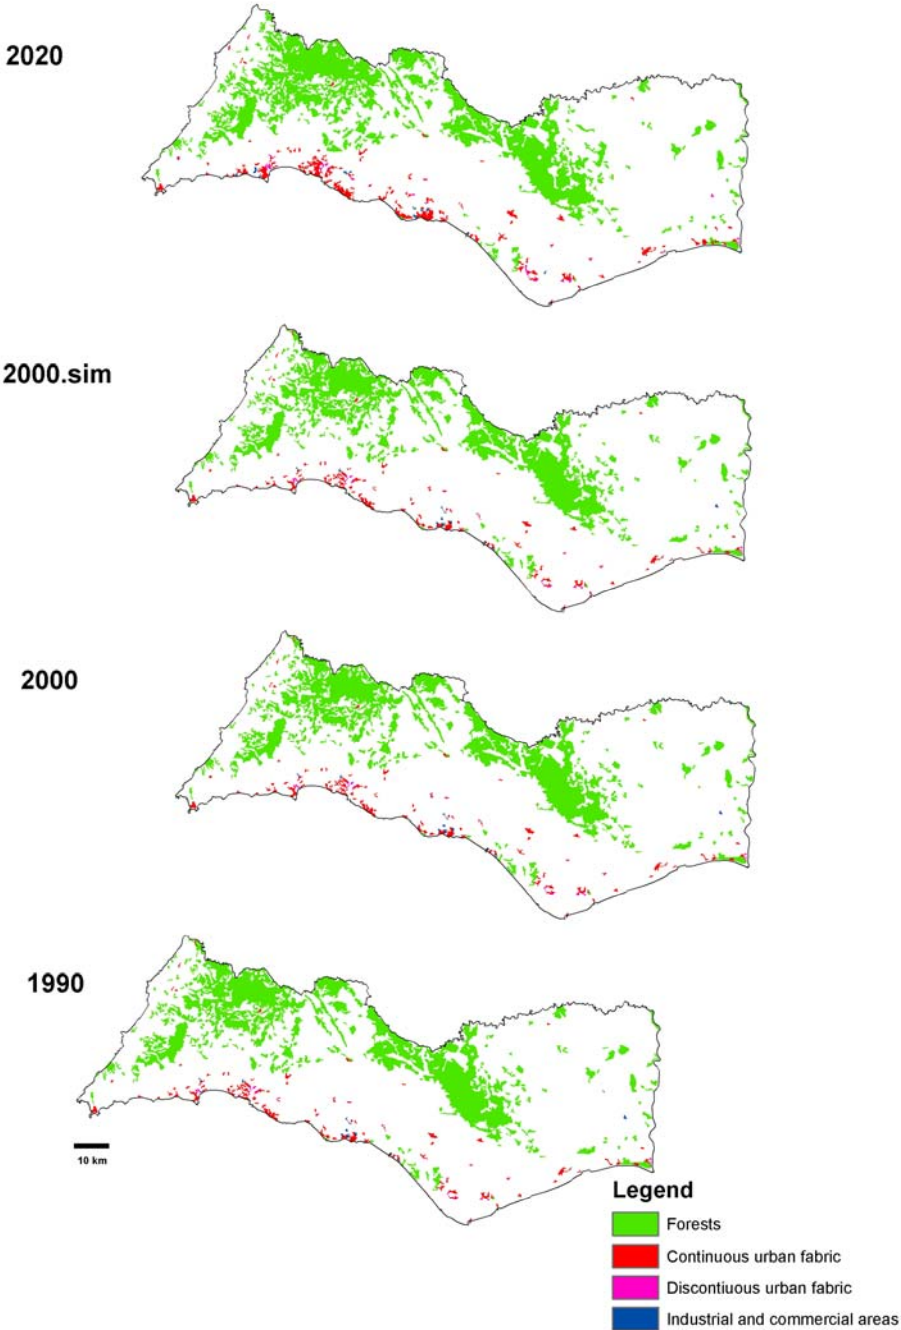 2020
2000.sim
2000
1990
10 km
Legend
Forests
Continuous urban fabric
Discontiuous urban fabric
Industrial and commercial areas